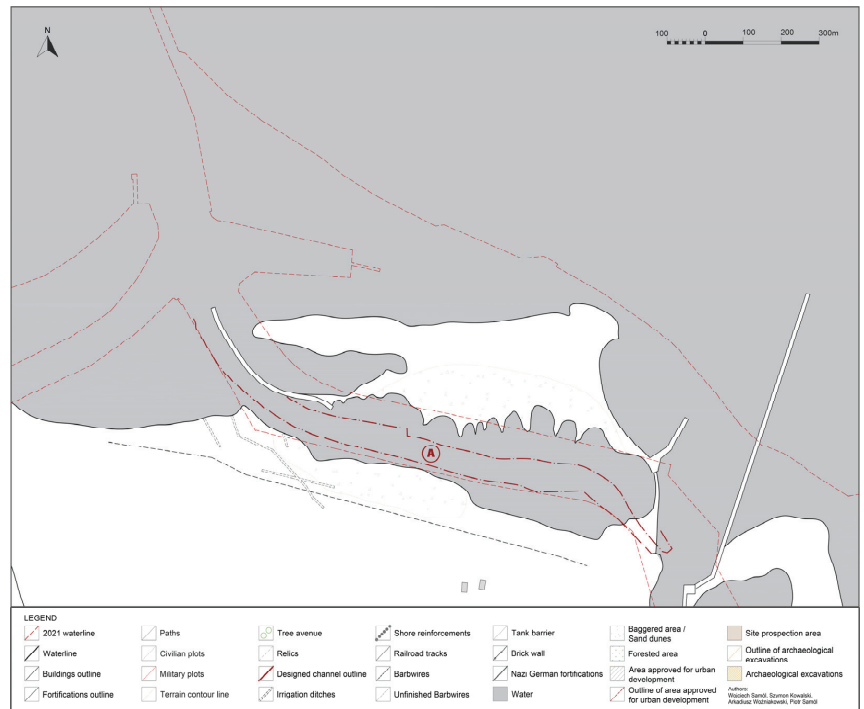 N
100 0 100 200 300m
A
LEGEND
2021 waterline
Waterline
Buildings outline
Fortifications outline
Paths
Civilian plots
Military plots
Terrain contour line
Tree avenue
Relics
Designed channel outline
Irrigation ditches
Shore reinforcements
Railroad tracks
Barbwires
Unfinished Barbwires
Tank barrier
Drick wall
Nazi German fortifications
Water
Baggered area /
Sand dunes
Forested area
Area approved for urban
development
Outline of area approved
for urban development
Site prospection area
Outline of archaeological
excavations
Archaeological excavations
Authors:
Wojciech Samól, Szymon Kowalski,
Arkadiusz Woźniakowski, Piotr Samól